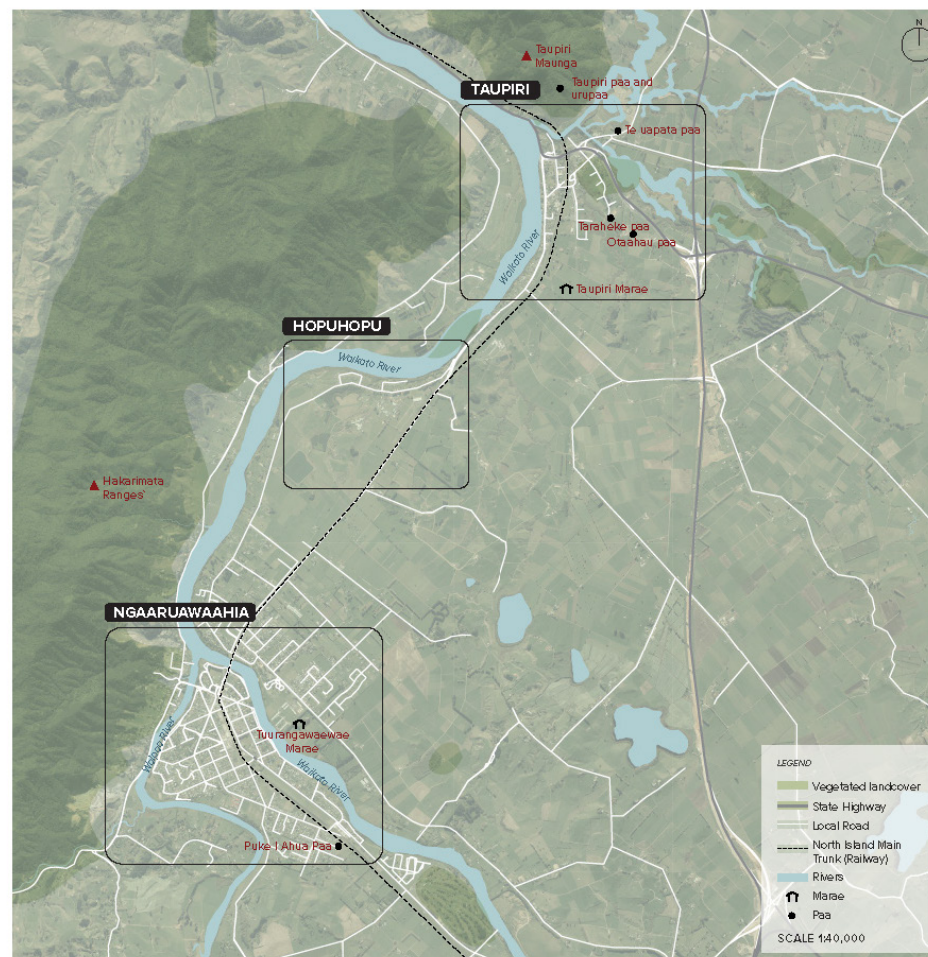 N
Taupiri
Maunga
Taupiri paa and
urupaa
TAUPIRI
Te uapata paa
Taraheke paa
Otaahau paa
Waikato River
Taupiri Marae
HOPUHOPU
Waikato River
Hakarimata
Ranges`
NGAARUAWAAHIA
Tuurangawaewae
Marae
Waipaa River
Waikato River
Puke I Ahua Paa
LEGEND
Vegetated landcover
State Highway
Local Road
North Island Main
Trunk (Railway)
Rivers
Marae
Paa
SCALE 1:40,000